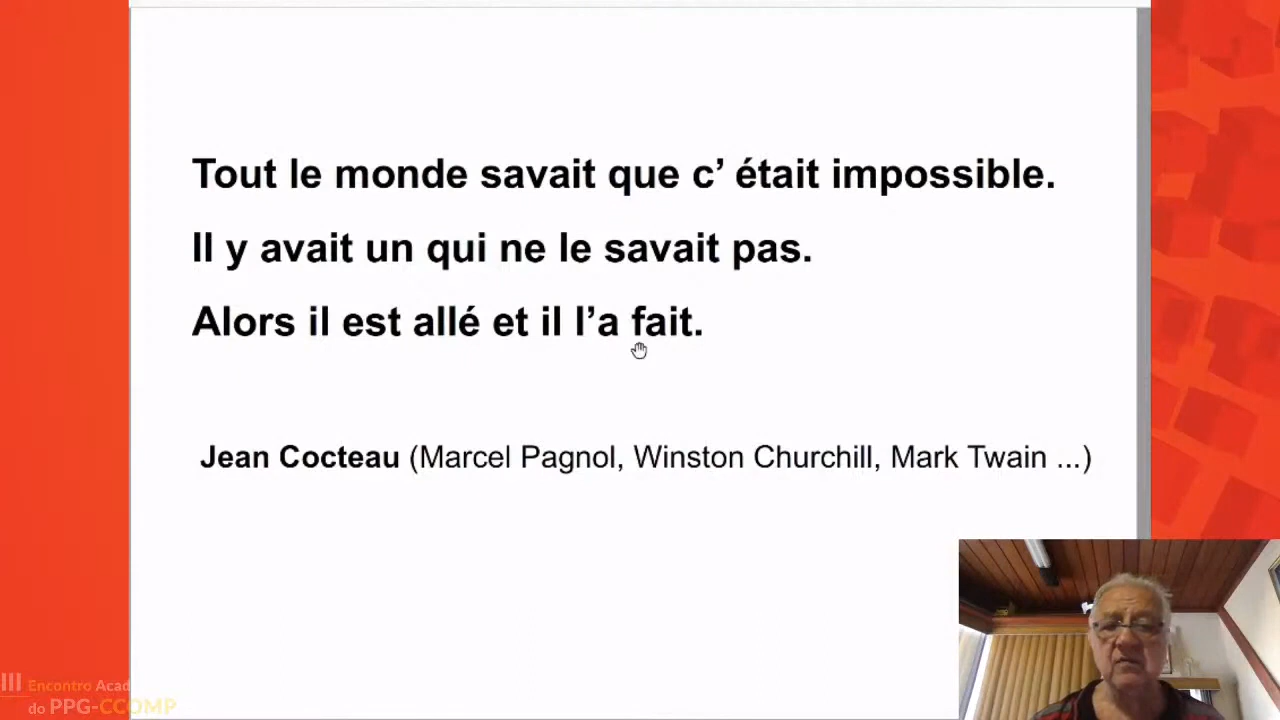 Tout le monde savait que c’ était impossible.
Il y avait un qui ne le savait pas.
Alors il est allé et il l’a fait.
Jean Cocteau (Marcel Pagnol, Winston Churchill, Mark Twain ...)
III Encontro Acad
do PPG-CCOMP